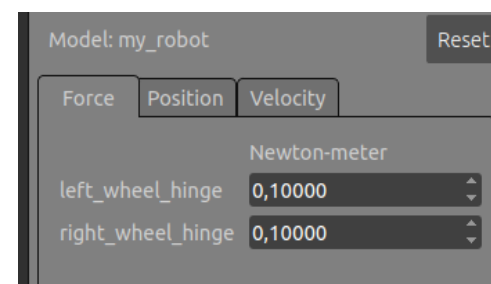 Model: my_robot Reset
Force Position Velocity
Newton-meter
left_wheel_hinge 0,10000
right_wheel_hinge 0,10000